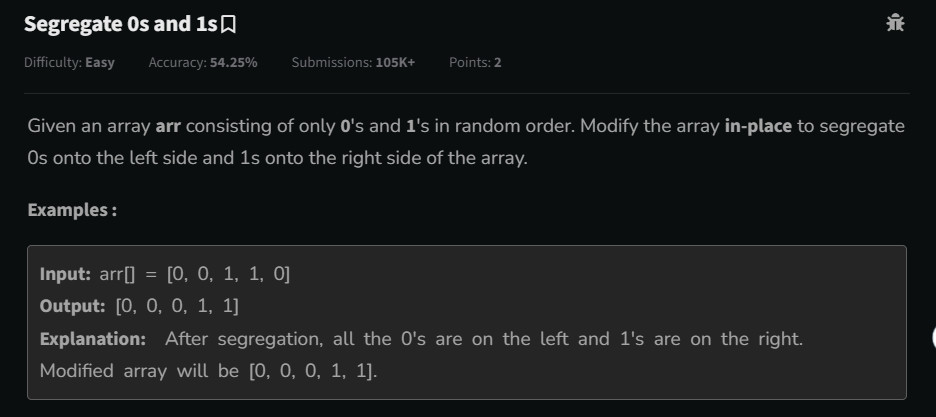 Segregate 0s and 1s
Difficulty: Easy Accuracy: 54.25% Submissions: 105K+ Points: 2
Given an array arr consisting of only 0's and 1's in random order. Modify the array in-place to segregate
0s onto the left side and 1s onto the right side of the array.
Examples :
Input: arr[] = [0, 0, 1, 1, 0]
Output: [0, 0, 0, 1, 1]
Explanation: After segregation, all the 0's are on the left and 1's are on the right.
Modified array will be [0, 0, 0, 1, 1].